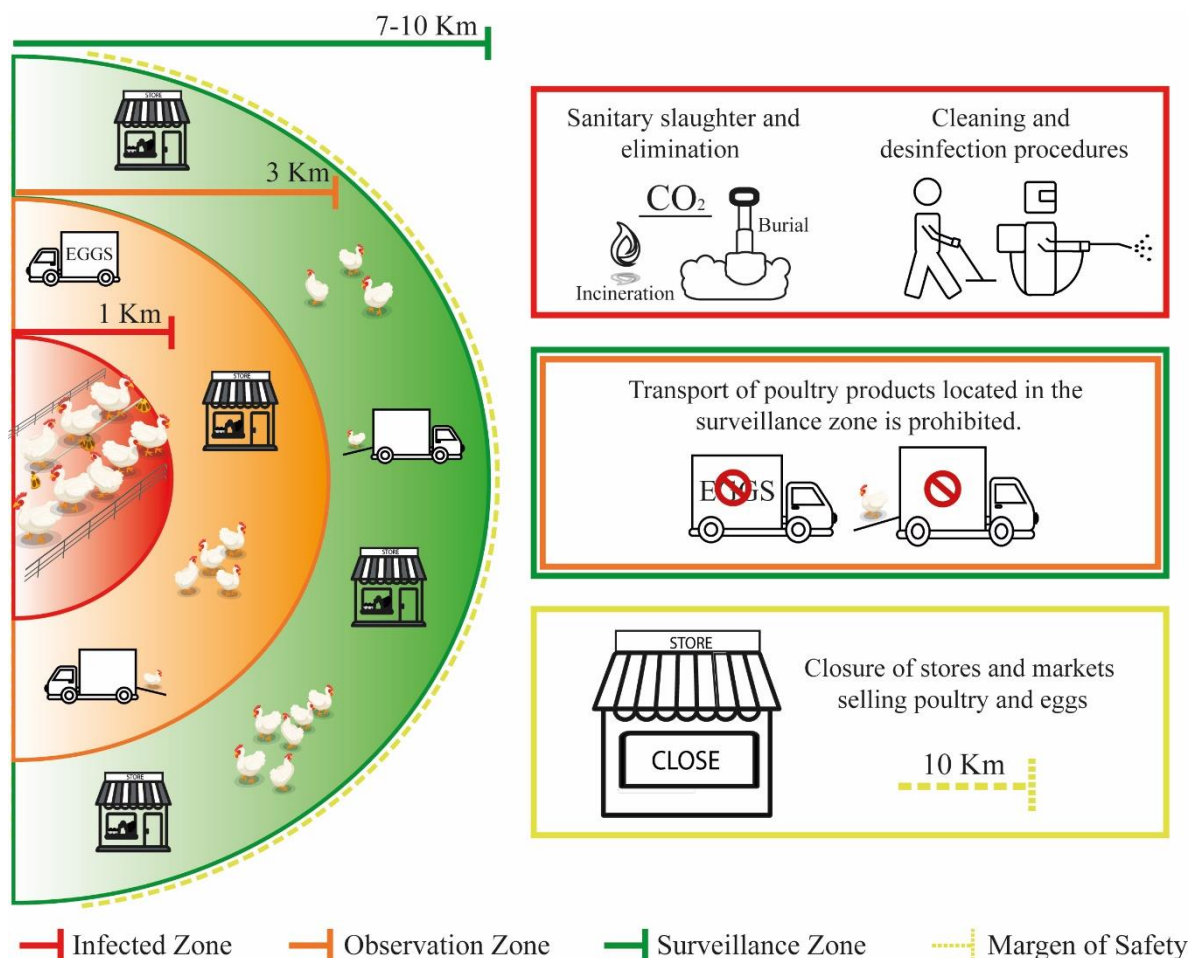 7-10 Km
STORE
3 Km
EGGS
1 Km
STORE
STORE
STORE
Sanitary slaughter and
elimination
CO₂
Burial
Incineration
Cleaning and
desinfection procedures
Transport of poultry products located in the
surveillance zone is prohibited.
EGGS
STORE
CLOSE
Closure of stores and markets
selling poultry and eggs
10 Km
Infected Zone
Observation Zone
Surveillance Zone
Margen of Safety